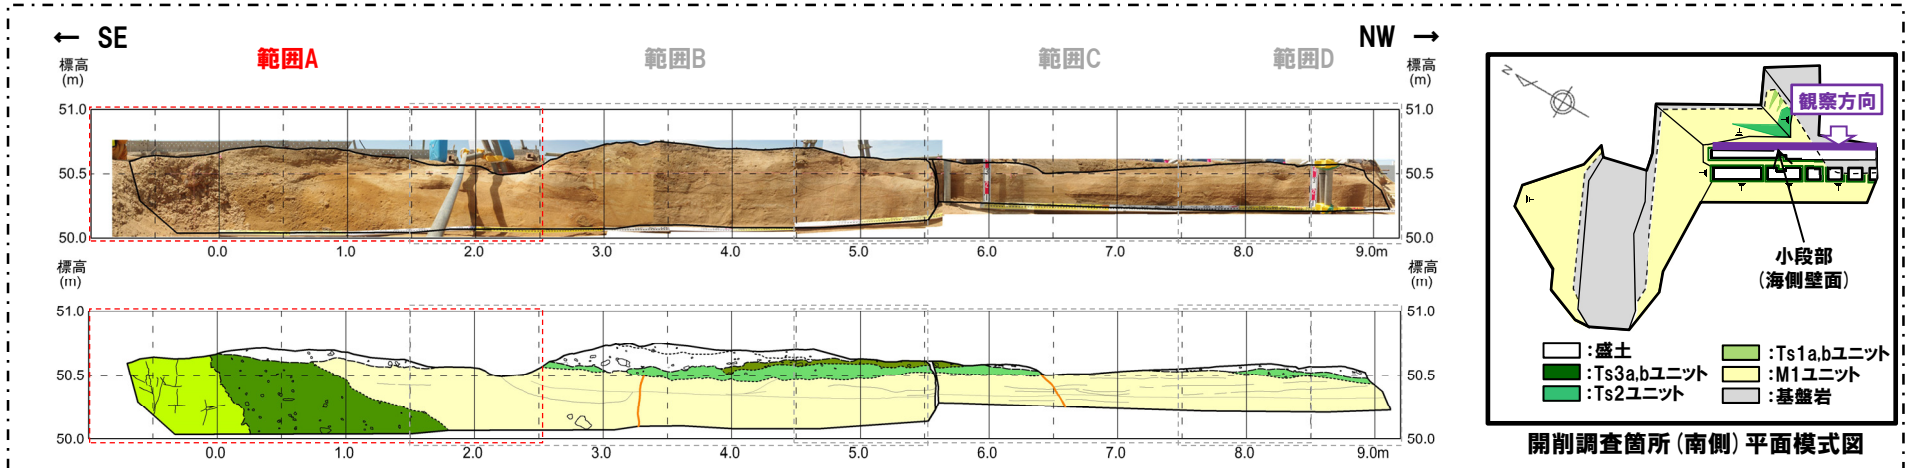 ← SE
NW →
範囲A
範囲B
範囲C
範囲D
標高
(m)
標高
(m)
51.0
50.5
50.0
51.0
50.5
50.0
0.0
1.0
2.0
3.0
4.0
5.0
6.0
7.0
8.0
9.0m
標高
(m)
標高
(m)
51.0
50.5
50.0
51.0
50.5
50.0
0.0
1.0
2.0
3.0
4.0
5.0
6.0
7.0
8.0
9.0m
N
観察方向
小段部
(海側壁面)
:盛土
:Ts3a,bユニット
:Ts2ユニット
:Ts1a,bユニット
:M1ユニット
:基盤岩
開削調査箇所(南側)平面模式図